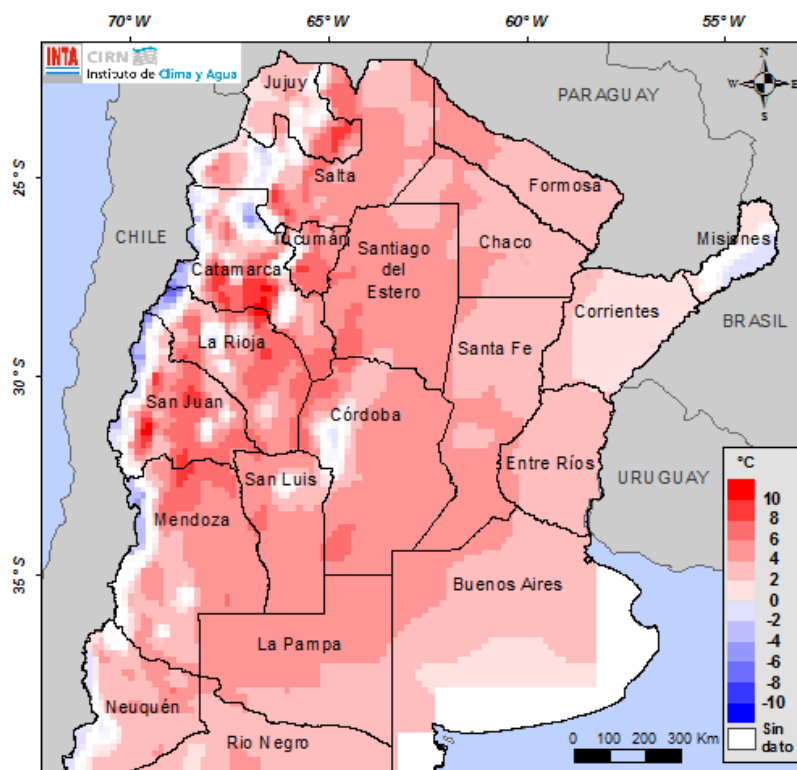 70°W
65°W
60°W
55°W
INTA
CIRN
Instituto de Clima y Agua
N
W
E
S
Jujuy
PARAGUAY
25°S
Salta
Formosa
CHILE
Tucumán
Chaco
Misiones
Santiago
del
Estero
Catamarca
Corrientes
BRASIL
La Rioja
Santa Fe
30°S
San Juan
Córdoba
Entre Ríos
San Luis
URUGUAY
°C
Mendoza
10
8
6
4
2
0
-2
-4
-6
-8
-10
Sin
dato
35°S
Buenos Aires
La Pampa
Neuquén
Rio Negro
0
100
200
300 Km